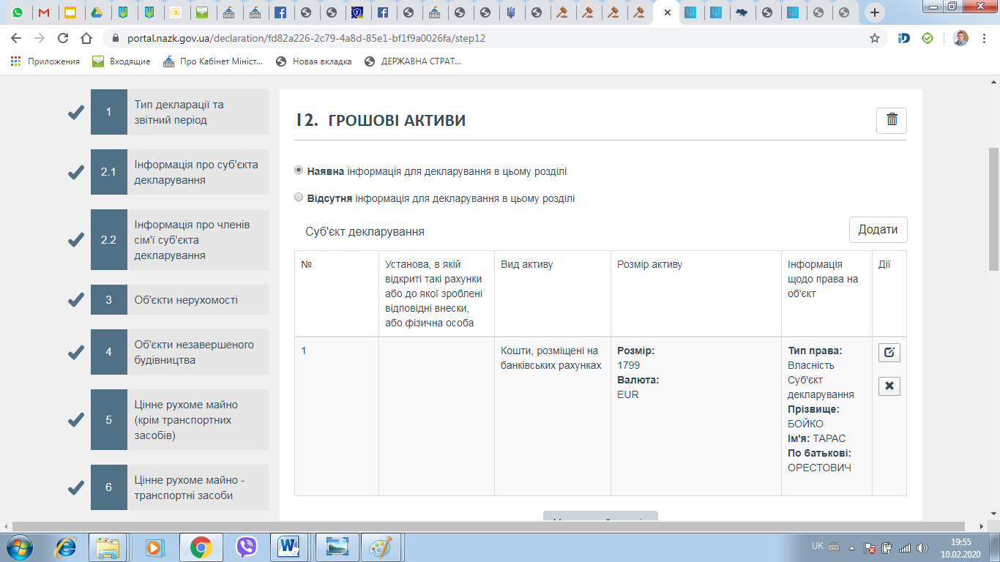 portal.nazk.gov.ua/declaration/fd82a226-2c79-4a8d-85e1-bf1f9a0026fa/step12
Приложения
Входящие
Про Кабінет Мініст...
Новая вкладка
ДЕРЖАВНА СТРАТ...
1
Тип декларації та
звітний період
2.1
Інформація про суб'єкта
декларування
2.2
Інформація про членів
сім'ї суб'єкта
декларування
3
Об'єкти нерухомості
4
Об'єкти незавершеного
будівництва
5
Цінне рухоме майно
(крім транспортних
засобів)
6
Цінне рухоме майно -
транспортні засоби
12. ГРОШОВІ АКТИВИ
Наявна інформація для декларування в цьому розділі
Відсутня інформація для декларування в цьому розділі
Суб'єкт декларування
Додати
№
Установа, в якій
відкриті такі рахунки
або до якої зроблені
відповідні внески,
або фізична особа
Вид активу
Розмір активу
Інформація
щодо права на
об'єкт
Дії
1
Кошти, розміщені на
банківських рахунках
Розмір:
1799
Валюта:
EUR
Тип права:
Власність
Суб'єкт
декларування
Прізвище:
БОЙКО
Ім'я: ТАРАС
По батькові:
ОРЕСТОВИЧ
UK
19:55
10.02.2020